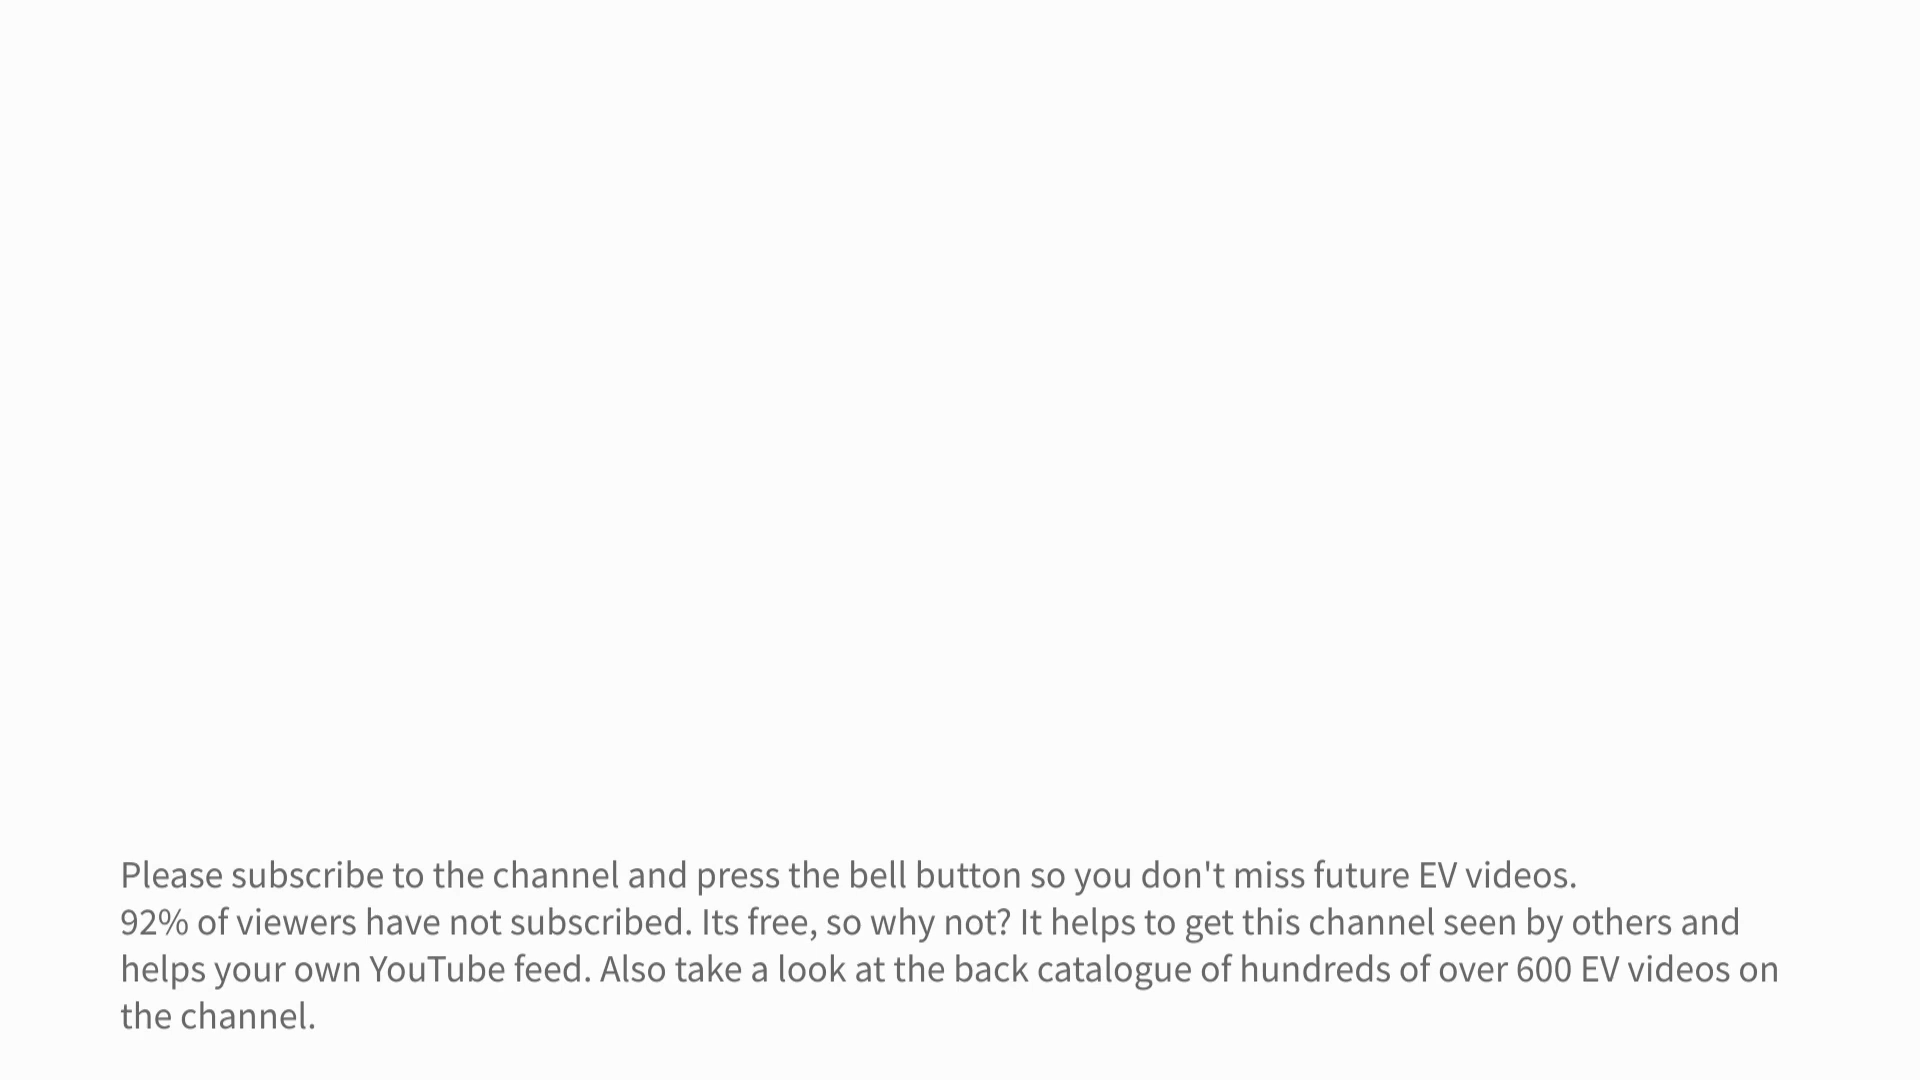 Please subscribe to the channel and press the bell button so you don't miss future EV videos.
92% of viewers have not subscribed. Its free, so why not? It helps to get this channel seen by others and
helps your own YouTube feed. Also take a look at the back catalogue of hundreds of over 600 EV videos on
the channel.